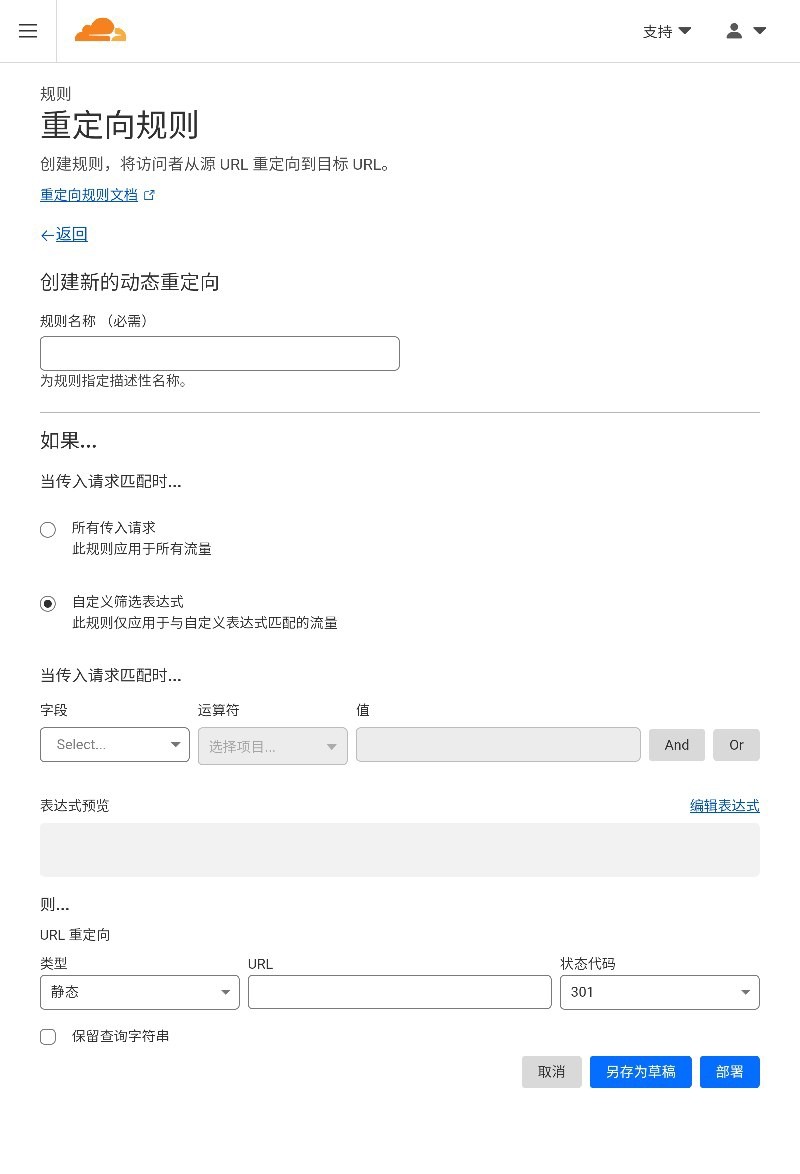 支持
规则
重定向规则
创建规则，将访问者从源 URL 重定向到目标 URL。
重定向规则文档
←返回
创建新的动态重定向
规则名称 （必需）
为规则指定描述性名称。
如果...
当传入请求匹配时...
所有传入请求
此规则应用于所有流量
自定义筛选表达式
此规则仅应用于与自定义表达式匹配的流量
当传入请求匹配时...
字段 运算符 值
Select... 选择项目... And Or
表达式预览 编辑表达式
则...
URL 重定向
类型 URL 状态代码
静态 301
保留查询字符串
取消 另存为草稿 部署